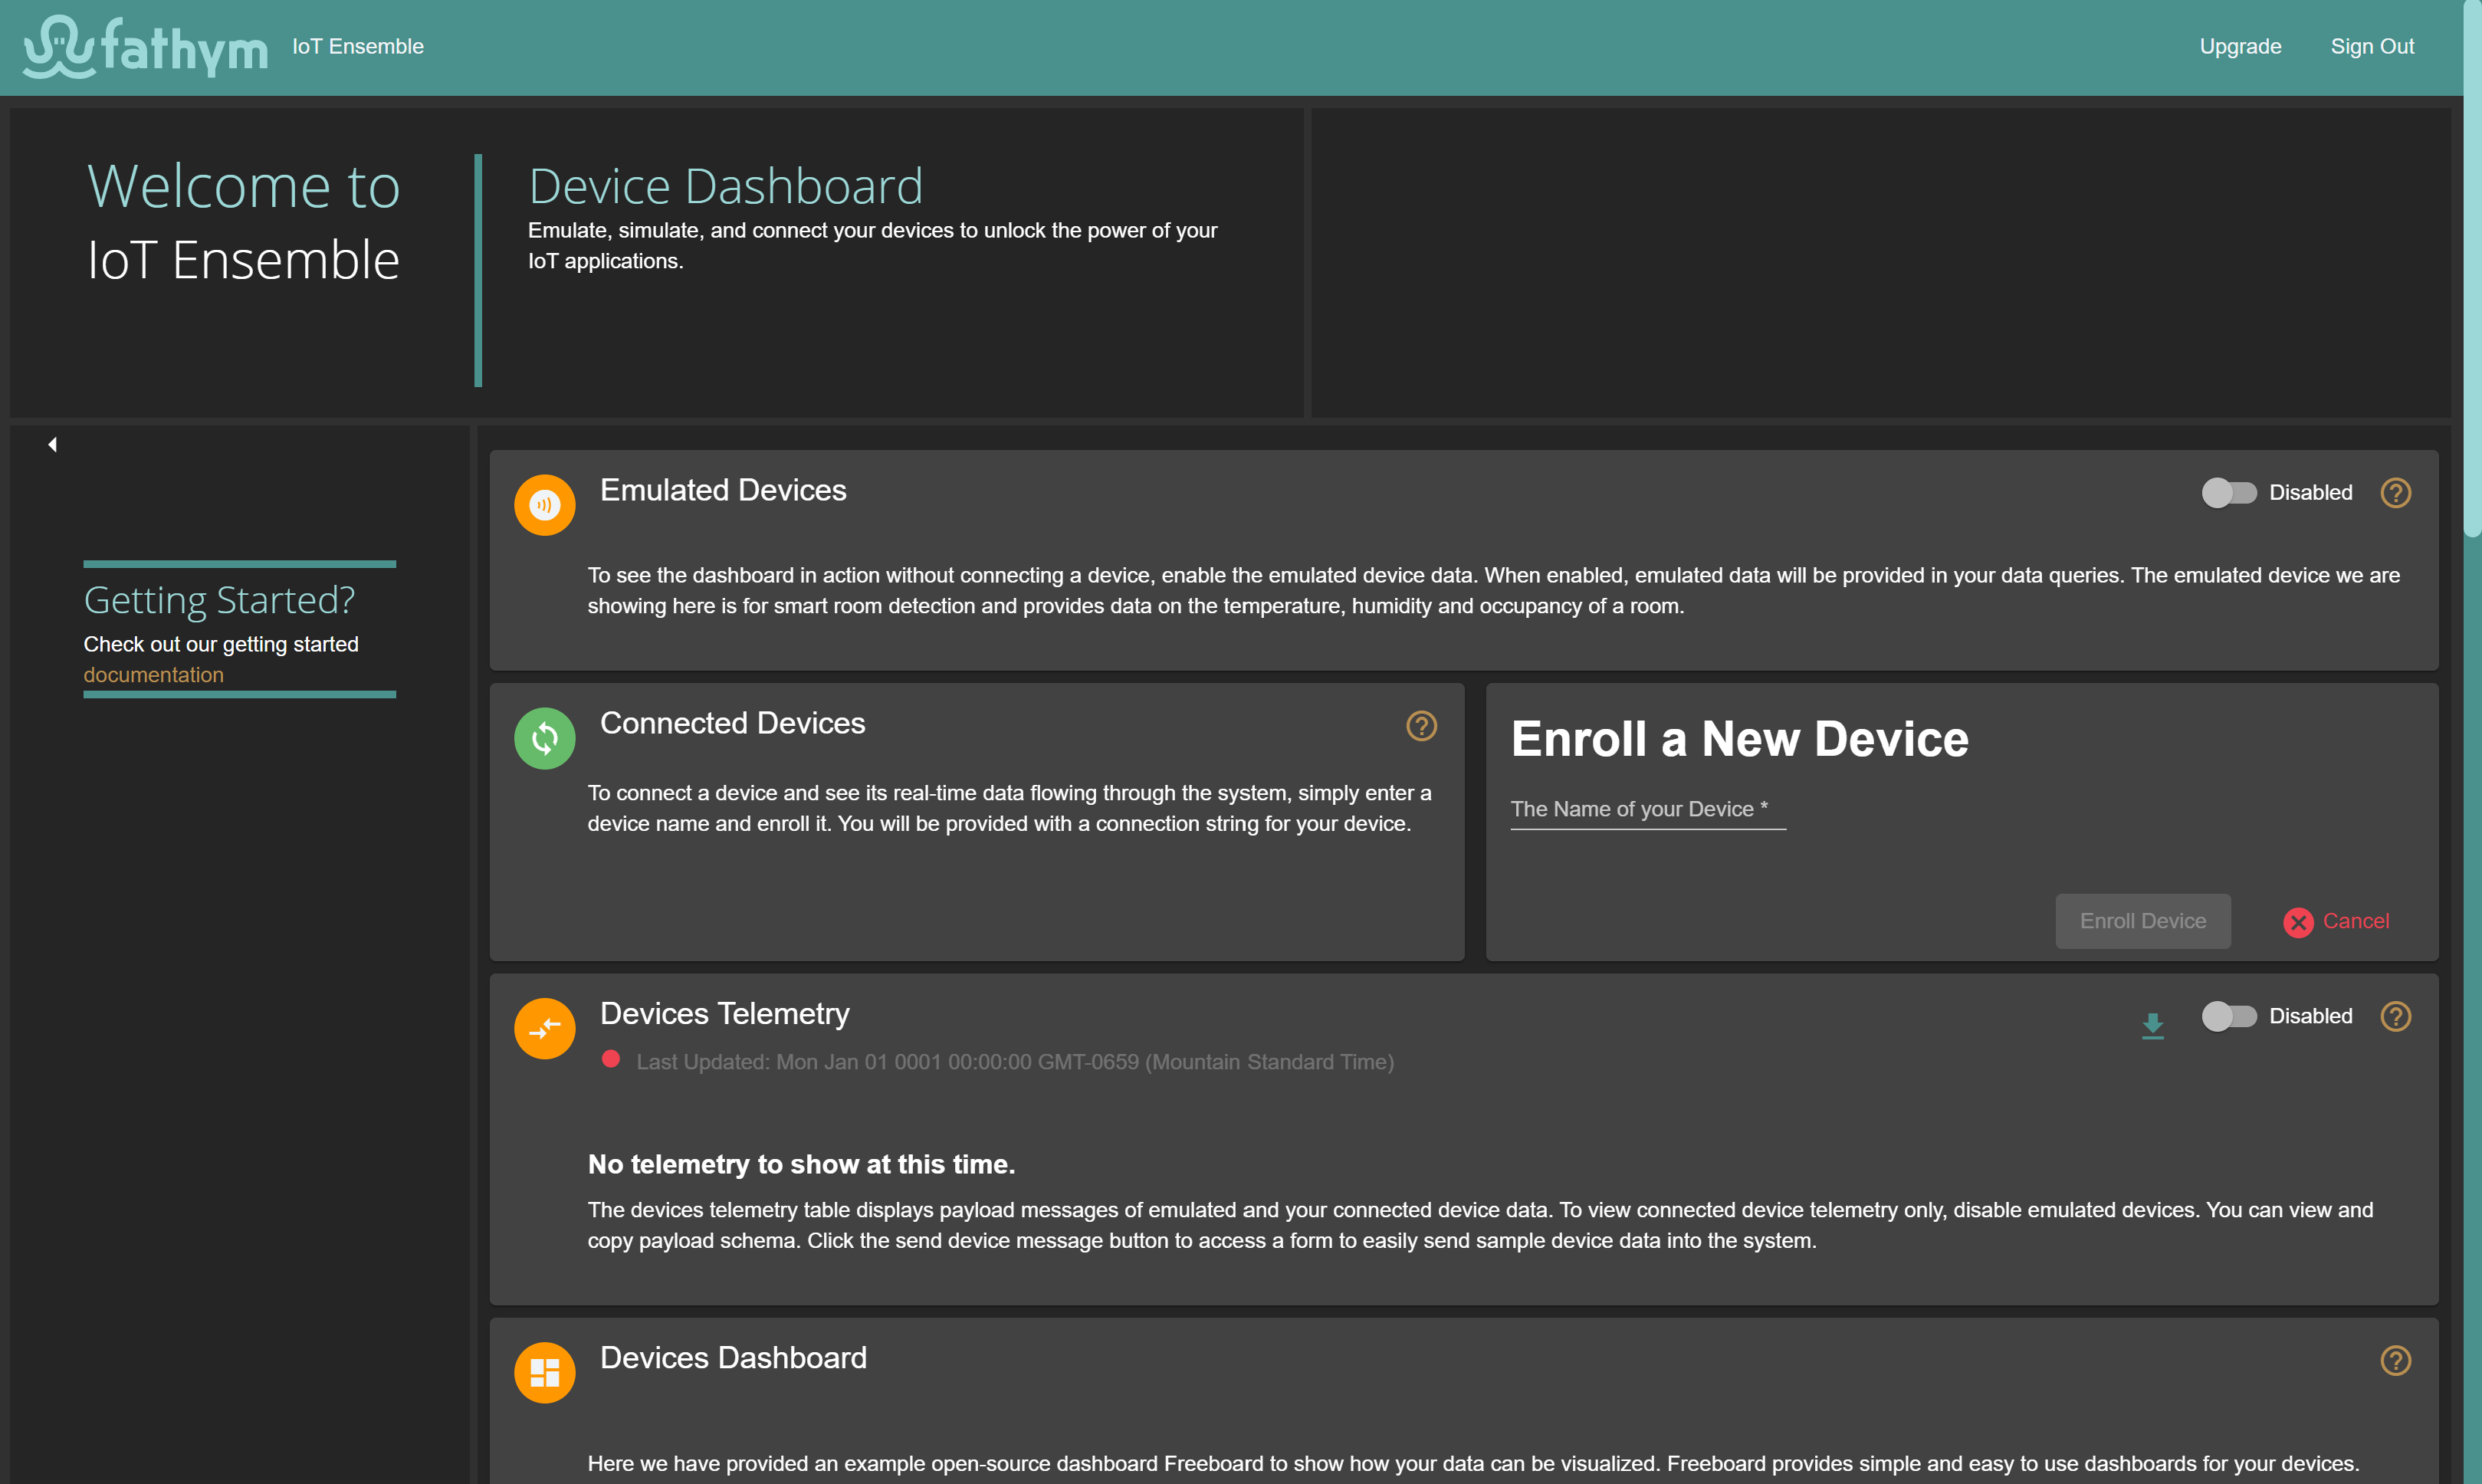 fathym IoT Ensemble Upgrade Sign Out
Welcome to
IoT Ensemble
Device Dashboard
Emulate, simulate, and connect your devices to unlock the power of your
IoT applications.
Getting Started?
Check out our getting started
documentation
Emulated Devices Disabled
To see the dashboard in action without connecting a device, enable the emulated device data. When enabled, emulated data will be provided in your data queries. The emulated device we are
showing here is for smart room detection and provides data on the temperature, humidity and occupancy of a room.
Connected Devices
To connect a device and see its real-time data flowing through the system, simply enter a
device name and enroll it. You will be provided with a connection string for your device.
Enroll a New Device
The Name of your Device *
Enroll Device Cancel
Devices Telemetry Disabled
Last Updated: Mon Jan 01 0001 00:00:00 GMT-0659 (Mountain Standard Time)
No telemetry to show at this time.
The devices telemetry table displays payload messages of emulated and your connected device data. To view connected device telemetry only, disable emulated devices. You can view and
copy payload schema. Click the send device message button to access a form to easily send sample device data into the system.
Devices Dashboard
Here we have provided an example open-source dashboard Freeboard to show how your data can be visualized. Freeboard provides simple and easy to use dashboards for your devices.